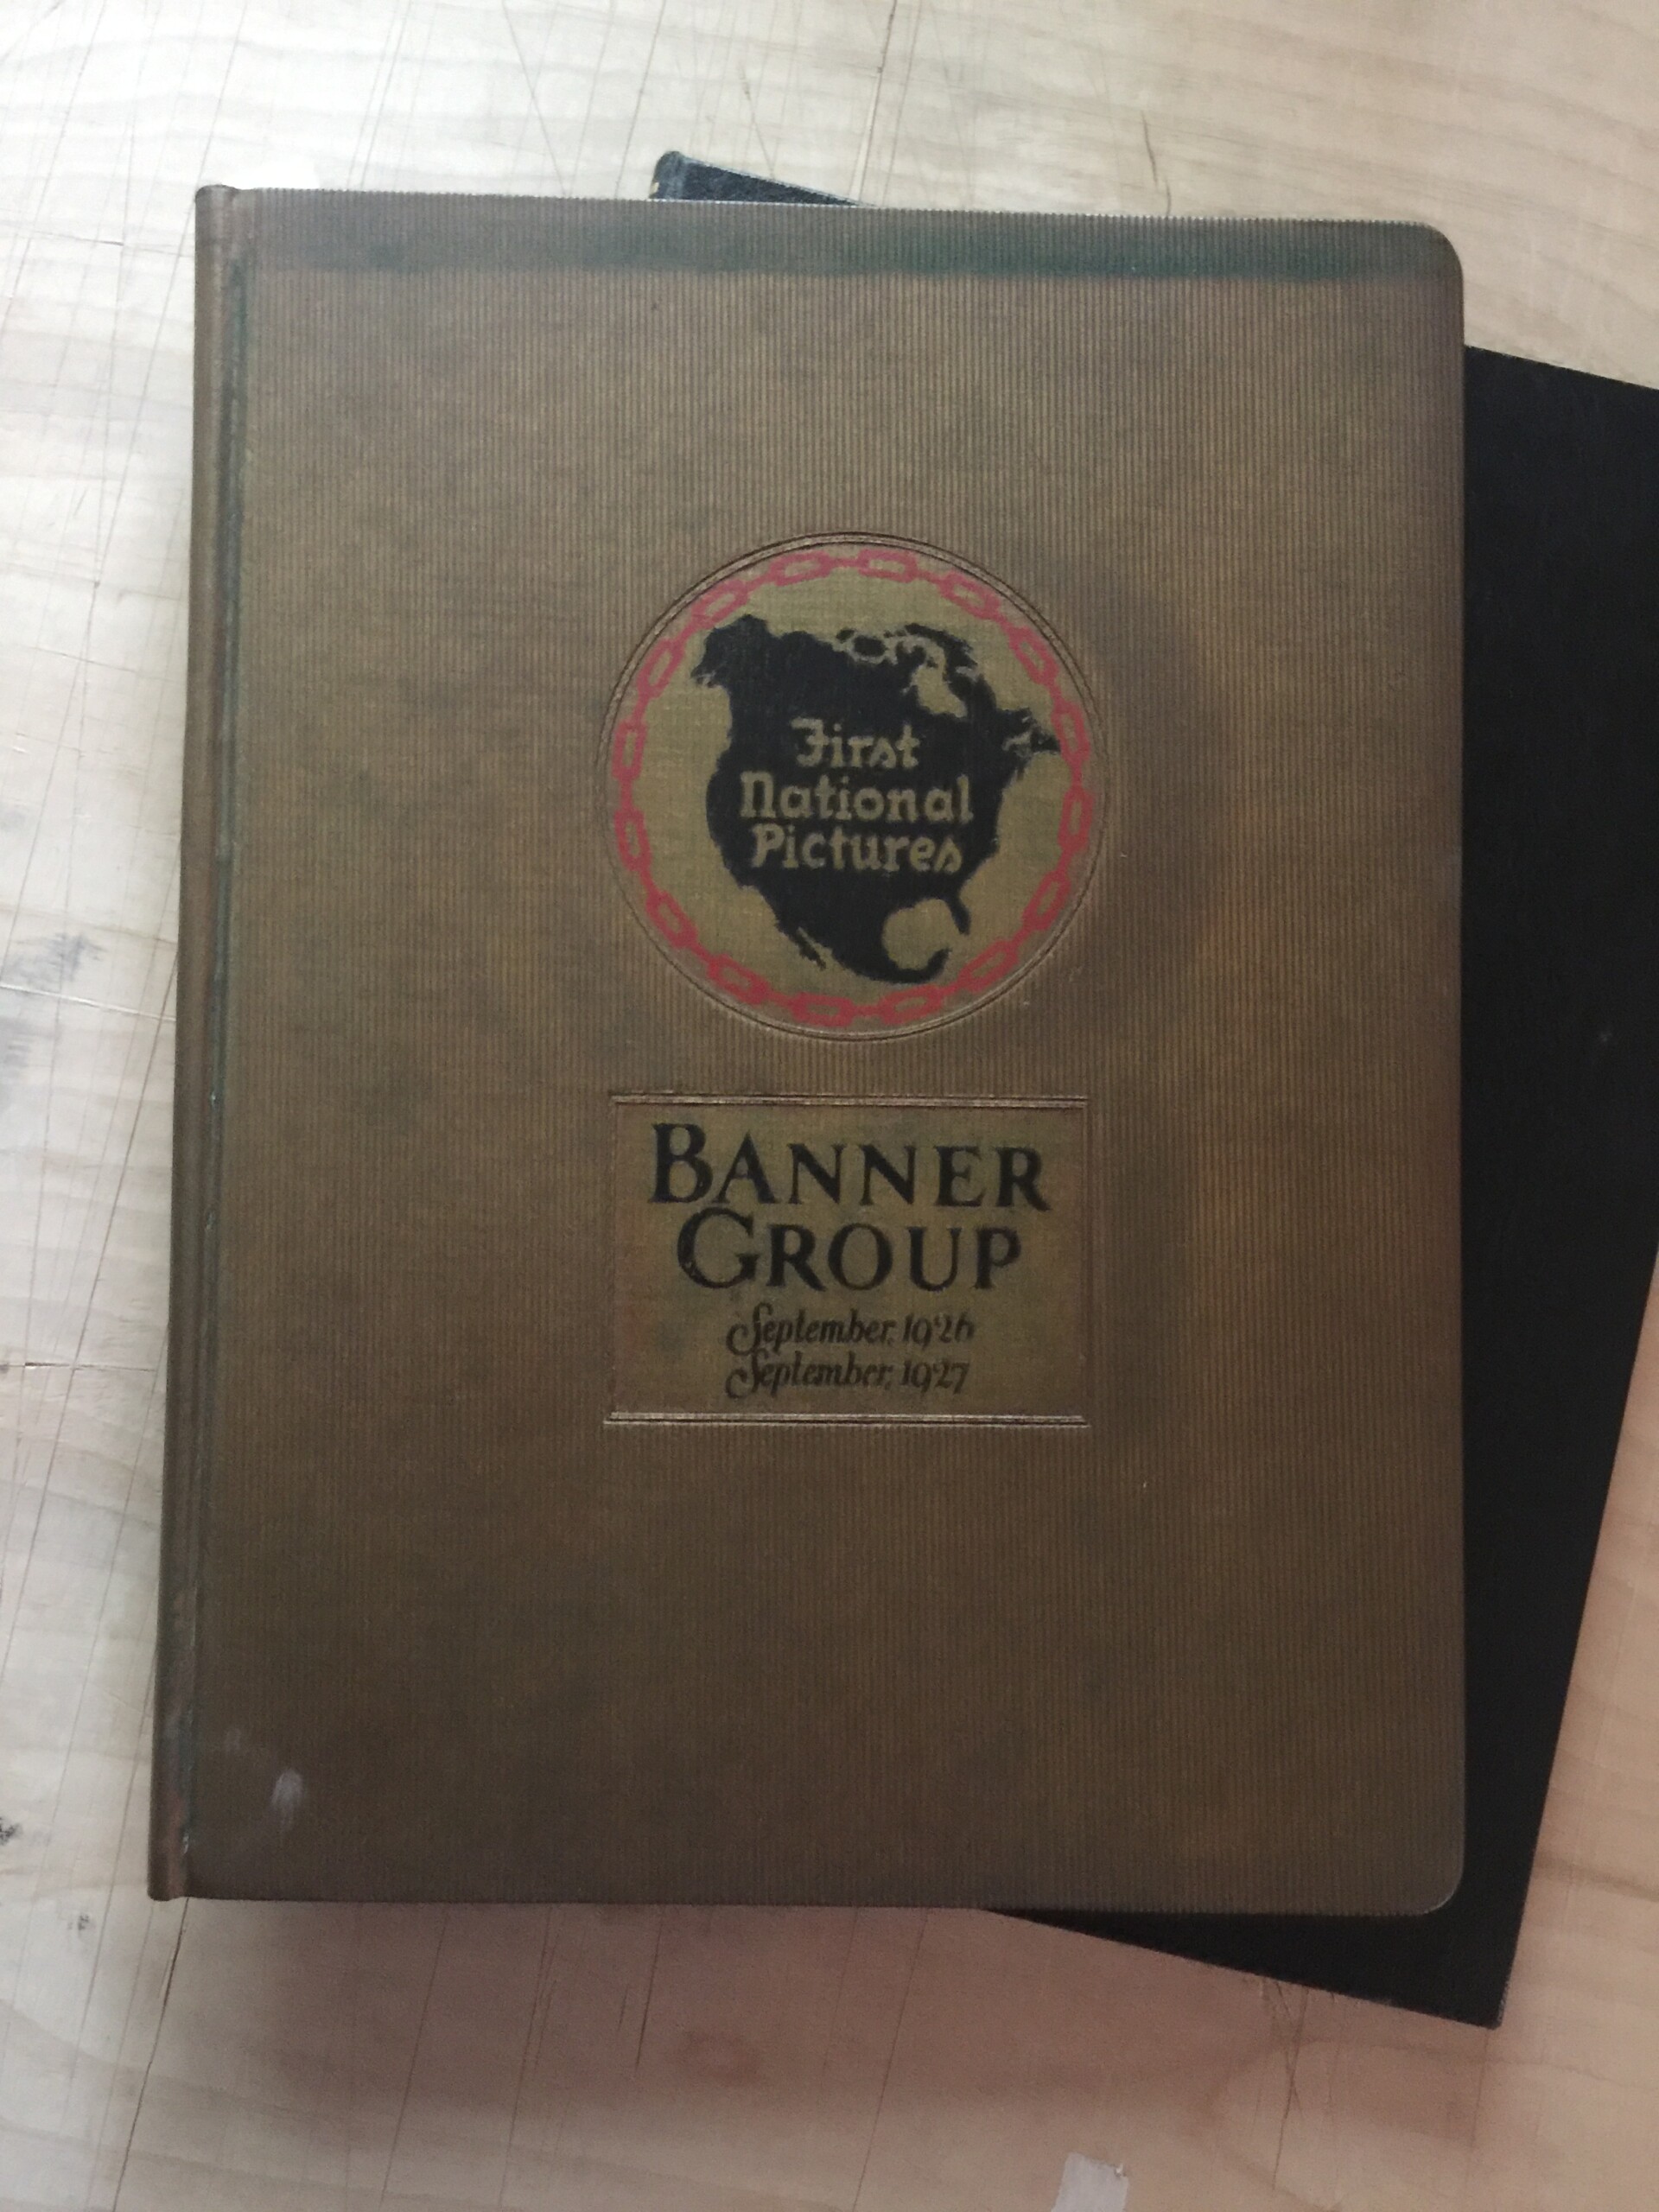 First
National
Pictures
BANNER
GROUP
September, 1926
September, 1927